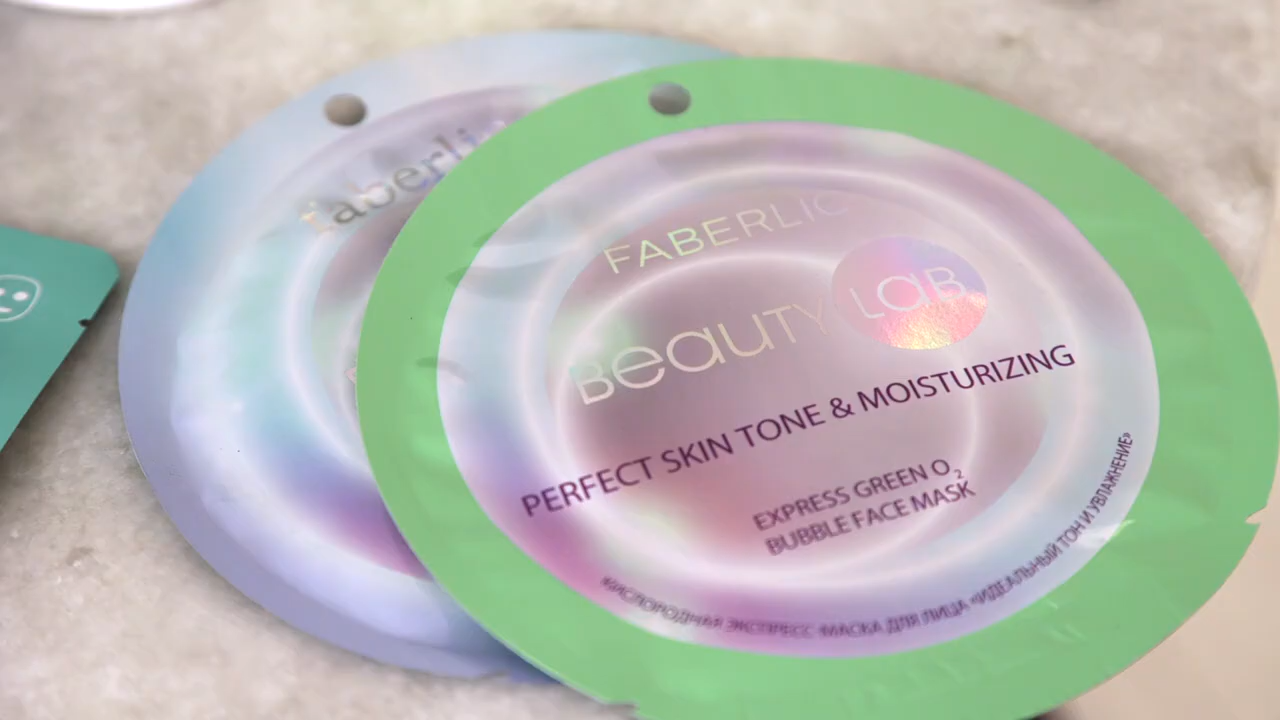 faberlic
FABERLIC
BEAUTY LAB
PERFECT SKIN TONE & MOISTURIZING
EXPRESS GREEN O₂
BUBBLE FACE MASK
КИСЛОРОДНАЯ ЭКСПРЕСС-МАСКА ДЛЯ ЛИЦА «ИДЕАЛЬНЫЙ ТОН И УВЛАЖНЕНИЕ»